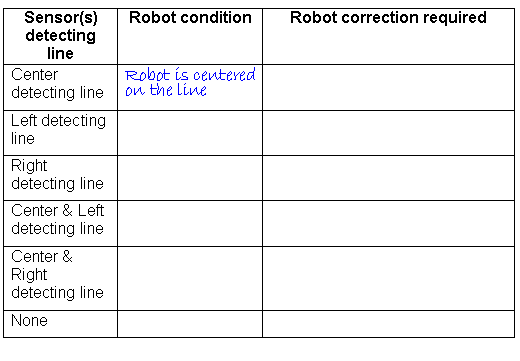 Sensor(s) Robot condition Robot correction required
detecting
line
Center Robot is centered
detecting line on the line
Left detecting
line
Right
detecting line
Center & Left
detecting line
Center &
Right
detecting line
None